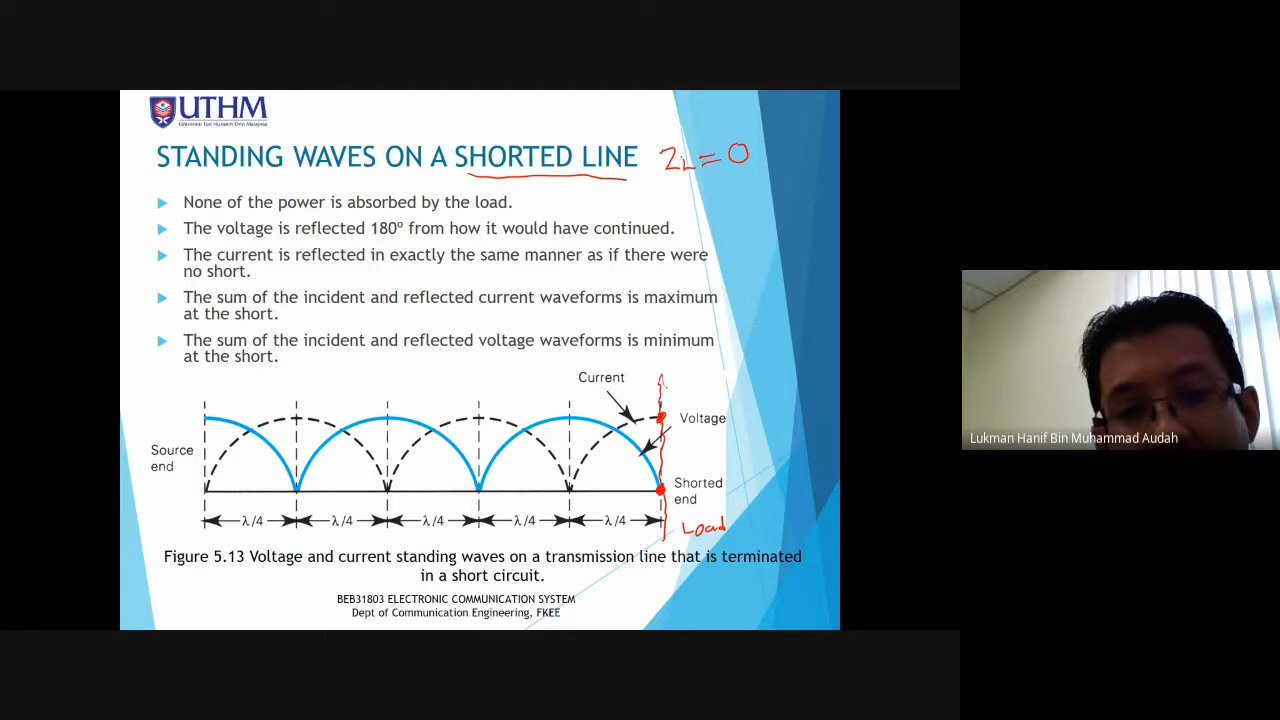 UTHM
Universiti Tun Hussein Onn Malaysia
STANDING WAVES ON A SHORTED LINE
ZL = 0
None of the power is absorbed by the load.
The voltage is reflected 180º from how it would have continued.
The current is reflected in exactly the same manner as if there were
no short.
The sum of the incident and reflected current waveforms is maximum
at the short.
The sum of the incident and reflected voltage waveforms is minimum
at the short.
Current
Voltage
Source
end
Shorted
end
λ/4 λ/4 λ/4 λ/4 λ/4
Load
Figure 5.13 Voltage and current standing waves on a transmission line that is terminated
in a short circuit.
BEB31803 ELECTRONIC COMMUNICATION SYSTEM
Dept of Communication Engineering, FKEE
Lukman Hanif Bin Muhammad Audah